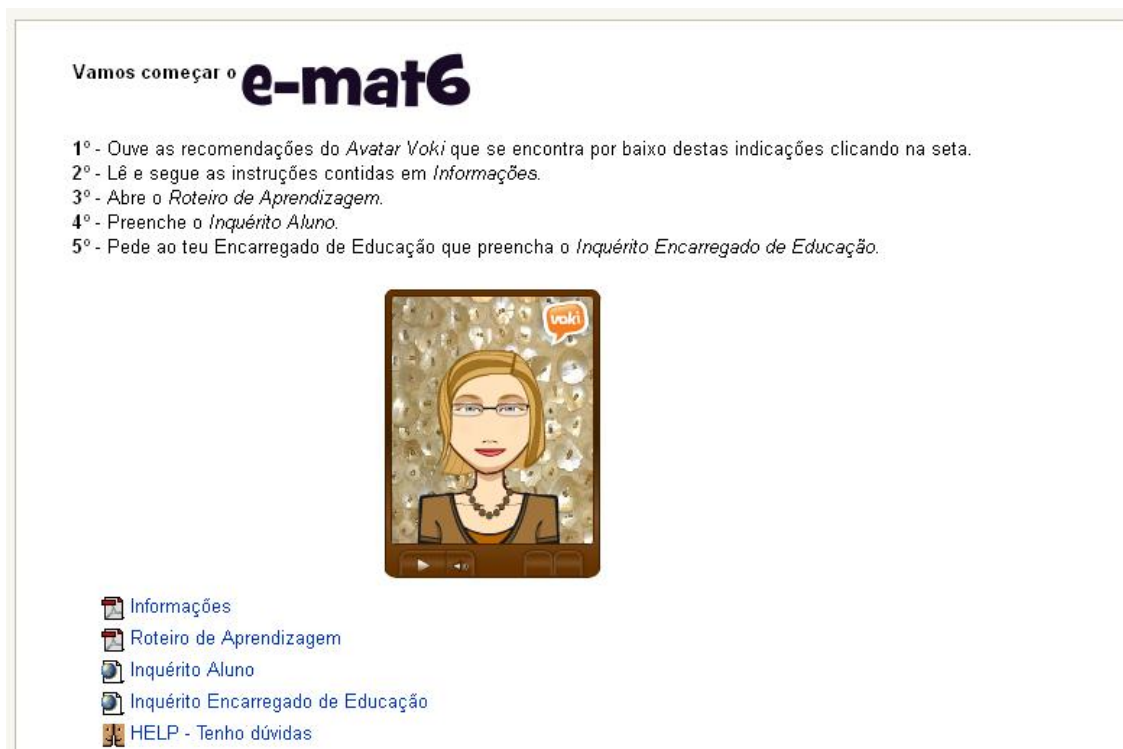 Vamos começar o e-mat6
1º - Ouve as recomendações do Avatar Voki que se encontra por baixo destas indicações clicando na seta.
2º - Lê e segue as instruções contidas em Informações.
3º - Abre o Roteiro de Aprendizagem.
4º - Preenche o Inquérito Aluno.
5º - Pede ao teu Encarregado de Educação que preencha o Inquérito Encarregado de Educação.
voki
Informações
Roteiro de Aprendizagem
Inquérito Aluno
Inquérito Encarregado de Educação
HELP - Tenho dúvidas